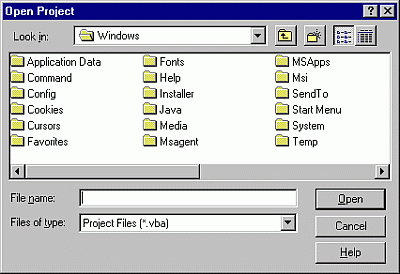 Open Project
Look in: Windows
Application Data Fonts MSApps
Command Help Msi
Config Installer SendTo
Cookies Java Start Menu
Cursors Media System
Favorites Msagent Temp
File name: Open
Files of type: Project Files (*.vba) Cancel
Help